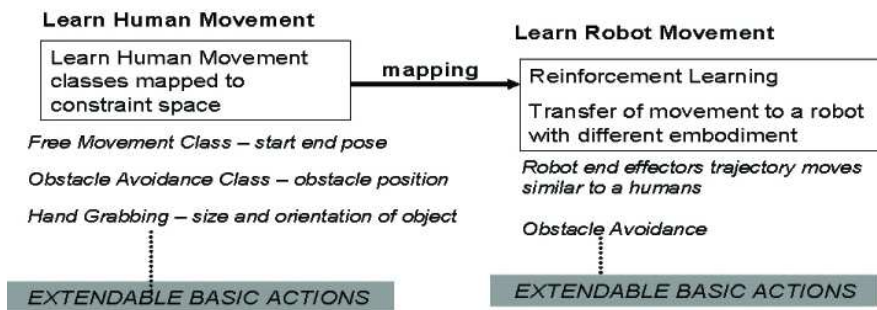 Learn Human Movement
Learn Human Movement
classes mapped to
constraint space
Free Movement Class – start end pose
Obstacle Avoidance Class – obstacle position
Hand Grabbing – size and orientation of object
EXTENDABLE BASIC ACTIONS
mapping
Learn Robot Movement
Reinforcement Learning
Transfer of movement to a robot
with different embodiment
Robot end effectors trajectory moves
similar to a humans
Obstacle Avoidance
EXTENDABLE BASIC ACTIONS